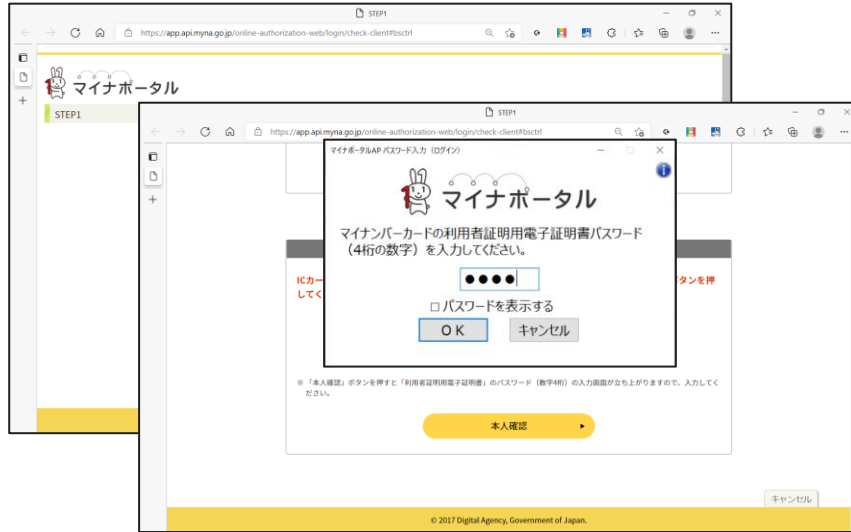 STEP1
https://app.api.myna.go.jp/online-authorization-web/login/check-client#bsctrl
マイナポータル
STEP1
STEP1
https://app.api.myna.go.jp/online-authorization-web/login/check-client#bsctrl
マイナポータルAP パスワード入力 (ログイン)
マイナポータル
マイナンバーカードの利用者証明用電子証明書パスワード
(4桁の数字) を入力してください。
●●●●
パスワードを表示する
OK
キャンセル
ICカー
タンを押
してく
※「本人確認」ボタンを押すと「利用者証明用電子証明書」のパスワード (数字4桁) の入力画面が立ち上がりますので、入力してく
ださい。
本人確認
キャンセル
© 2017 Digital Agency, Government of Japan.